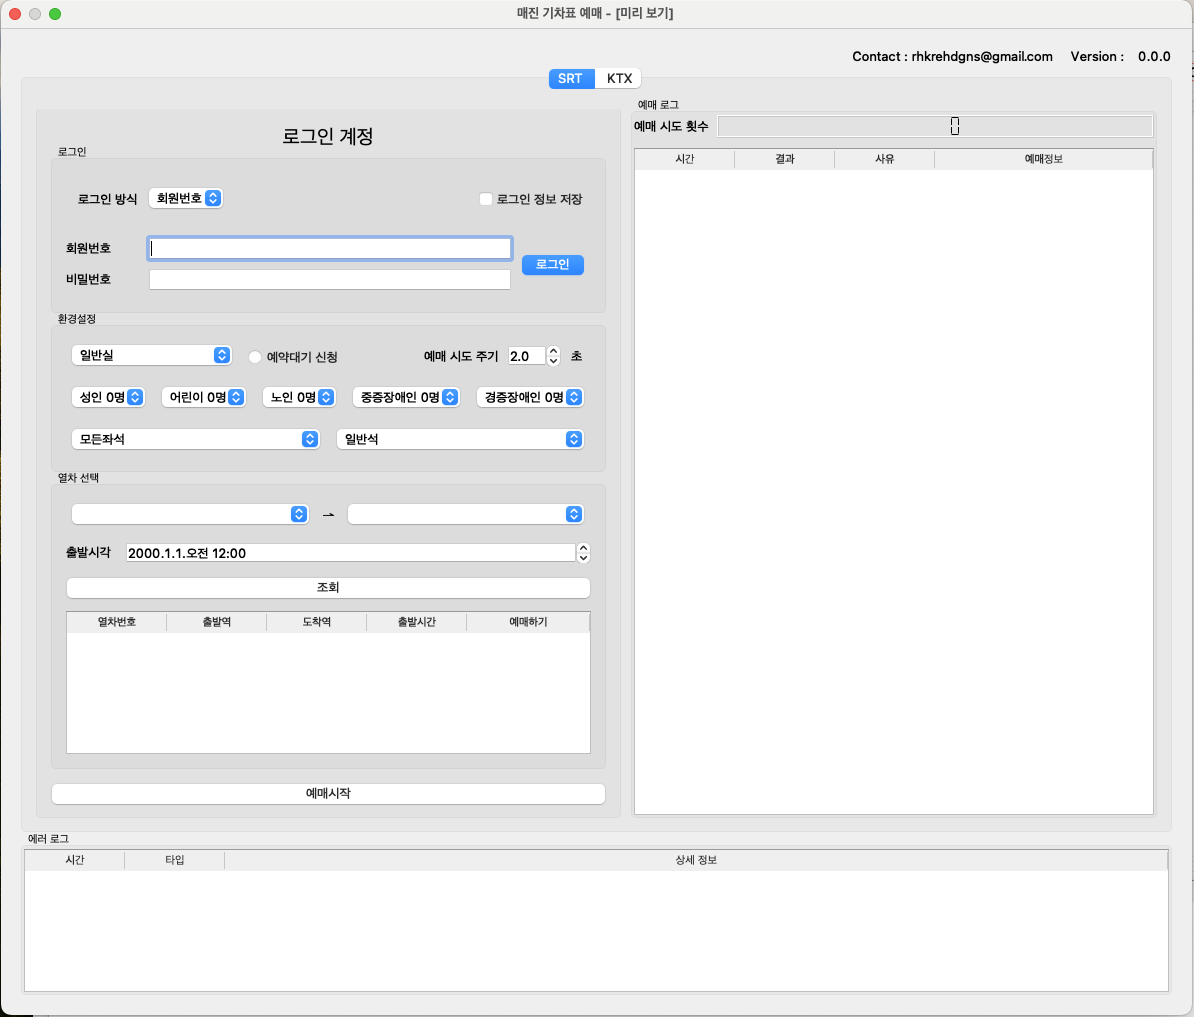 매진 기차표 예매 - [미리 보기]
Contact : rhkrehdgns@gmail.com Version : 0.0.0
SRT KTX
로그인 계정
로그인
로그인 방식 회원번호 로그인 정보 저장
회원번호
비밀번호
로그인
환경설정
일반실 예약대기 신청 예매 시도 주기 2.0 초
성인 0명 어린이 0명 노인 0명 중증장애인 0명 경증장애인 0명
모든좌석 일반석
열차 선택
→
출발시각 2000.1.1.오전 12:00
조회
열차번호 출발역 도착역 출발시간 예매하기
예매시작
예매 로그
예매 시도 횟수 0
시간 결과 사유 예매정보
에러 로그
시간 타입 상세 정보